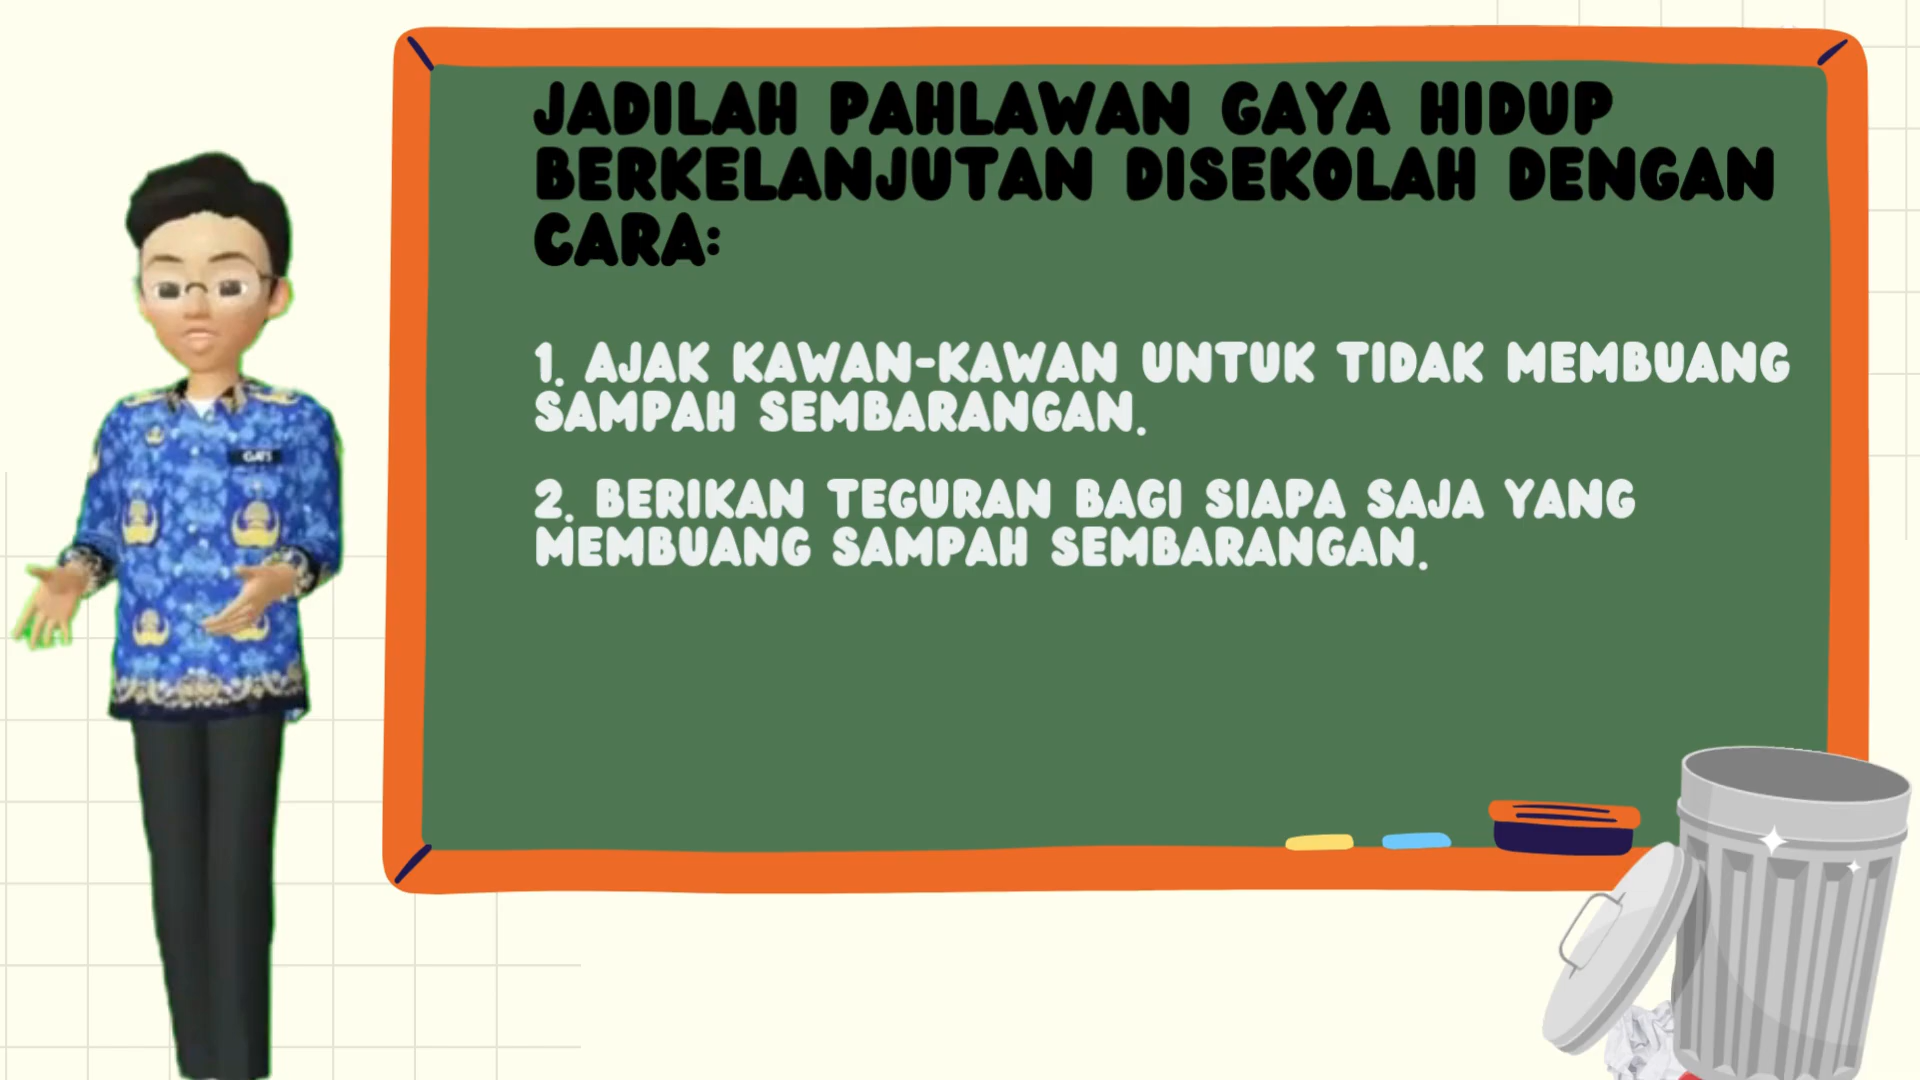 JADILAH PAHLAWAN GAYA HIDUP
BERKELANJUTAN DISEKOLAH DENGAN
CARA:
1. AJAK KAWAN-KAWAN UNTUK TIDAK MEMBUANG
SAMPAH SEMBARANGAN.
2. BERIKAN TEGURAN BAGI SIAPA SAJA YANG
MEMBUANG SAMPAH SEMBARANGAN.